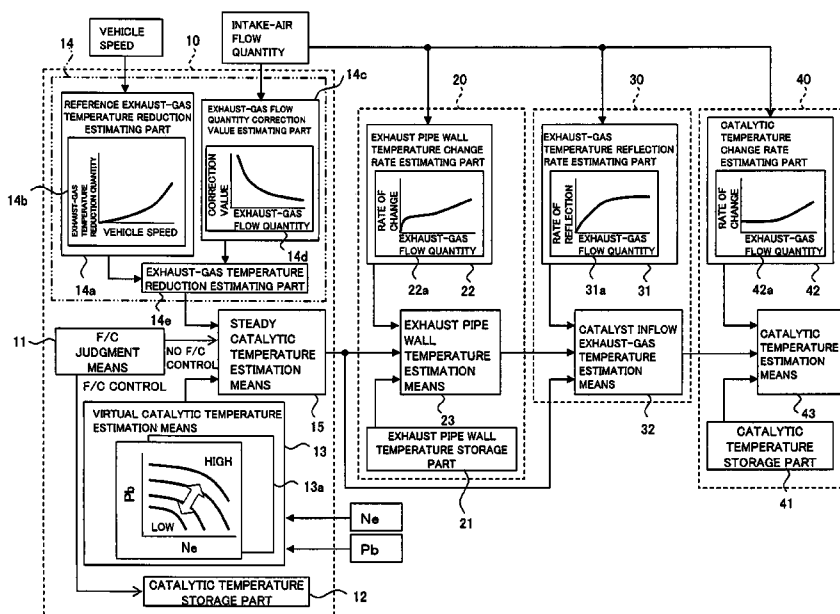 VEHICLE
SPEED
INTAKE-AIR
FLOW
QUANTITY
10
14
14c
20
30
40
REFERENCE EXHAUST-GAS
TEMPERATURE REDUCTION
ESTIMATING PART
EXHAUST-GAS
TEMPERATURE
REDUCTION QUANTITY
VEHICLE SPEED
14b
14a
EXHAUST-GAS FLOW
QUANTITY CORRECTION
VALUE ESTIMATING PART
CORRECTION
VALUE
EXHAUST-GAS
FLOW QUANTITY
14d
EXHAUST-GAS TEMPERATURE
REDUCTION ESTIMATING PART
14e
EXHAUST PIPE WALL
TEMPERATURE CHANGE
RATE ESTIMATING PART
RATE OF
CHANGE
EXHAUST-GAS
FLOW QUANTITY
22a
22
EXHAUST-GAS
TEMPERATURE REFLECTION
RATE ESTIMATING PART
RATE OF
REFLECTION
EXHAUST-GAS
FLOW QUANTITY
31a
31
CATALYTIC
TEMPERATURE
CHANGE RATE
ESTIMATING PART
RATE OF
CHANGE
EXHAUST-GAS
FLOW QUANTITY
42a
42
11
F/C
JUDGMENT
MEANS
NO F/C
CONTROL
F/C CONTROL
STEADY
CATALYTIC
TEMPERATURE
ESTIMATION
MEANS
15
EXHAUST PIPE
WALL
TEMPERATURE
ESTIMATION
MEANS
23
CATALYST INFLOW
EXHAUST-GAS
TEMPERATURE
ESTIMATION
MEANS
32
CATALYTIC
TEMPERATURE
ESTIMATION
MEANS
43
VIRTUAL CATALYTIC TEMPERATURE
ESTIMATION MEANS
13
13a
HIGH
LOW
Pb
Ne
EXHAUST PIPE WALL
TEMPERATURE STORAGE
PART
21
CATALYTIC
TEMPERATURE
STORAGE PART
41
Ne
Pb
CATALYTIC TEMPERATURE
STORAGE PART
12